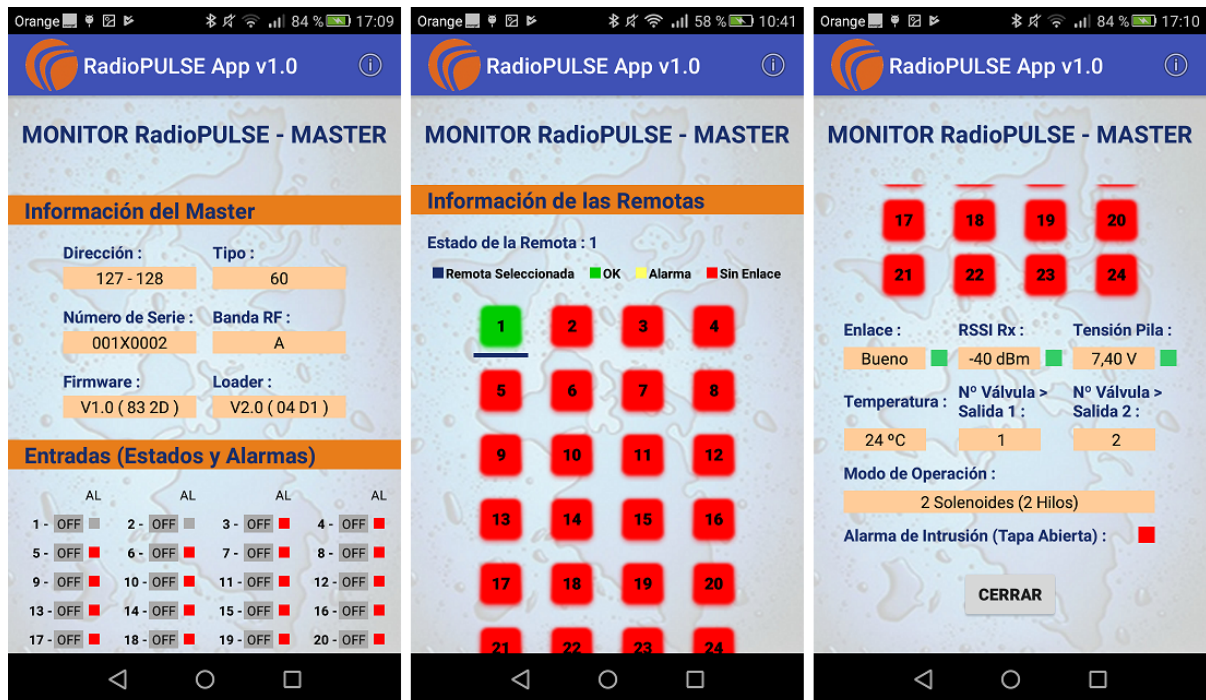 Orange 84 % 17:09
RadioPULSE App v1.0
MONITOR RadioPULSE - MASTER
Información del Master
Dirección : Tipo :
127 - 128 60
Número de Serie : Banda RF :
001X0002 A
Firmware : Loader :
V1.0 ( 83 2D ) V2.0 ( 04 D1 )
Entradas (Estados y Alarmas)
AL AL AL AL
1 - OFF 2 - OFF 3 - OFF 4 - OFF
5 - OFF 6 - OFF 7 - OFF 8 - OFF
9 - OFF 10 - OFF 11 - OFF 12 - OFF
13 - OFF 14 - OFF 15 - OFF 16 - OFF
17 - OFF 18 - OFF 19 - OFF 20 - OFF
Orange 58 % 10:41
RadioPULSE App v1.0
MONITOR RadioPULSE - MASTER
Información de las Remotas
Estado de la Remota : 1
Remota Seleccionada OK Alarma Sin Enlace
1 2 3 4
5 6 7 8
9 10 11 12
13 14 15 16
17 18 19 20
21 22 23 24
Orange 84 % 17:10
RadioPULSE App v1.0
MONITOR RadioPULSE - MASTER
17 18 19 20
21 22 23 24
Enlace : RSSI Rx : Tensión Pila :
Bueno -40 dBm 7,40 V
Temperatura : Nº Válvula > Nº Válvula >
Salida 1 : Salida 2 :
24 ºC 1 2
Modo de Operación :
2 Solenoides (2 Hilos)
Alarma de Intrusión (Tapa Abierta) :
CERRAR